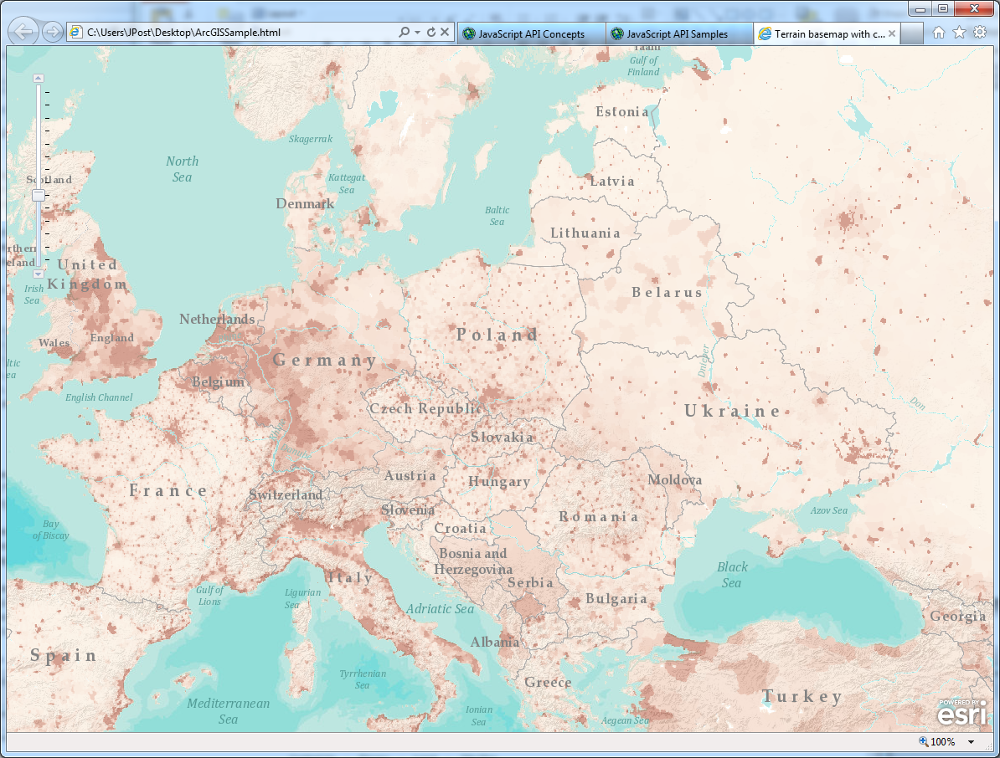 C:\Users\JPost\Desktop\ArcGISSample.html
JavaScript API Concepts
JavaScript API Samples
Terrain basemap with c...
Gulf of
Finland
Estonia
Skagerrak
North
Sea
Kattegat
Sea
Scotland
Latvia
Denmark
Baltic
Sea
Lithuania
United
Kingdom
Irish
Sea
Belarus
Netherlands
Wales
England
Poland
Germany
Dnieper
Belgium
English Channel
Czech Republic
Don
Ukraine
Slovakia
Danube
Austria
Hungary
Moldova
France
Switzerland
Slovenia
Azov Sea
Romania
Croatia
Bay
of Biscay
Bosnia and
Herzegovina
Black
Sea
Italy
Serbia
Gulf of
Lions
Ligurian
Sea
Adriatic Sea
Bulgaria
Georgia
Albania
Spain
Tyrrhenian
Sea
Greece
Turkey
Mediterranean
Sea
Ionian
Sea
Aegean Sea
POWERED BY
esri
100%